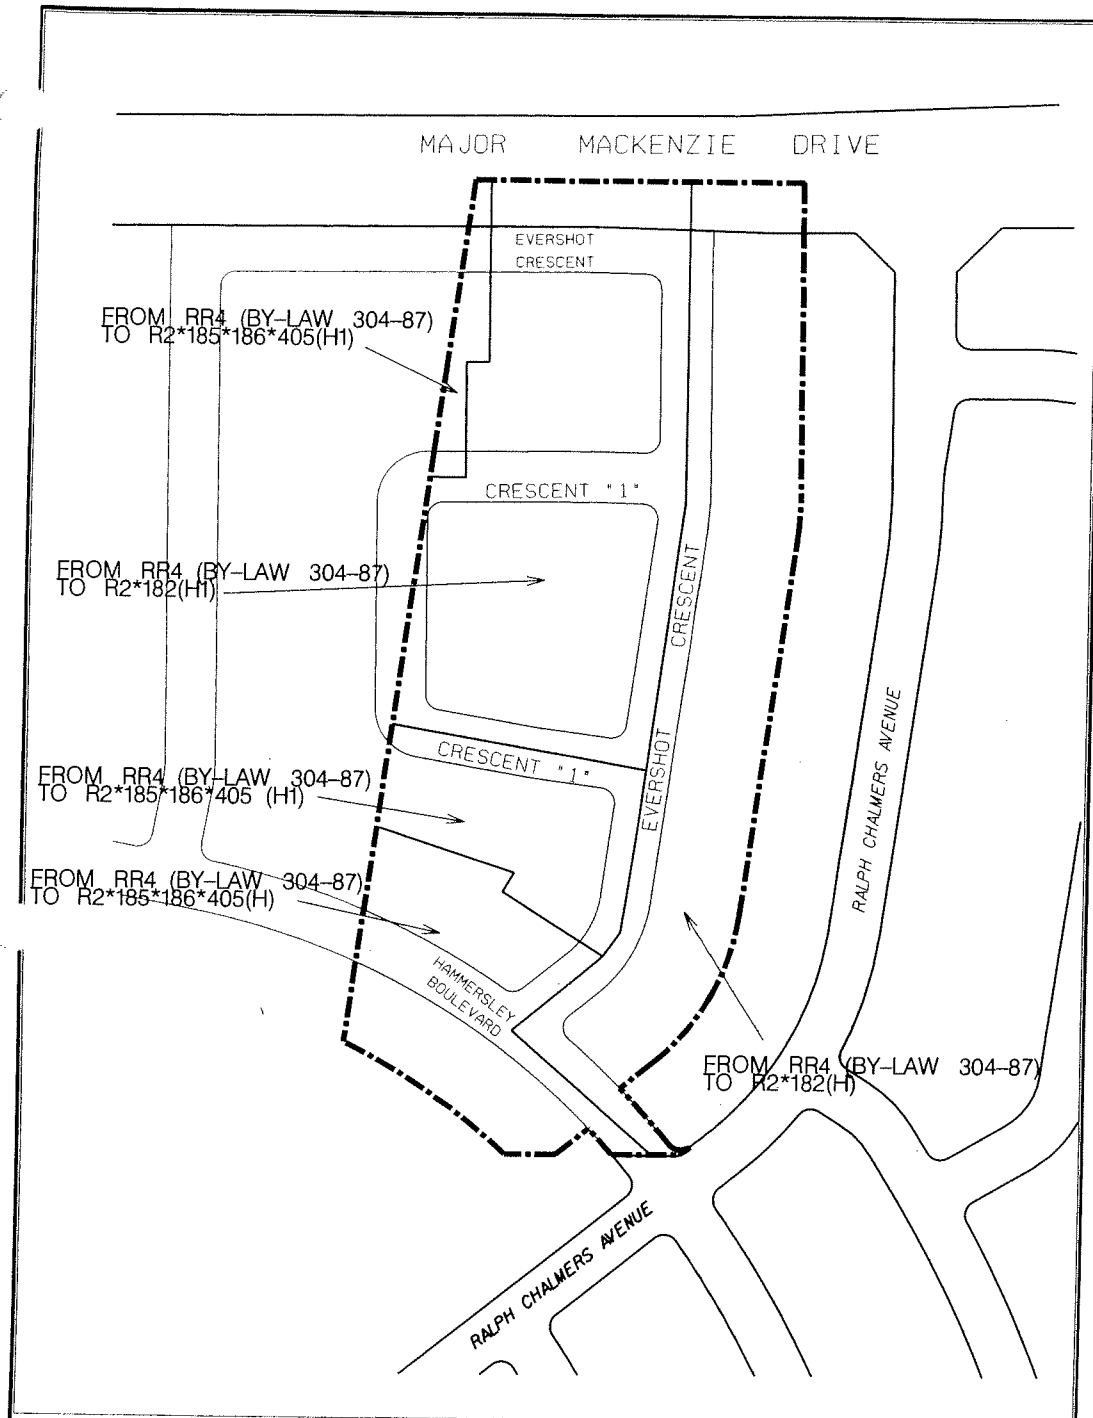 MAJOR MACKENZIE DRIVE
EVERSHOT
CRESCENT
FROM RR4 (BY-LAW 304-87)
TO R2*185*186*405(H1)
CRESCENT "1"
FROM RR4 (BY-LAW 304-87)
TO R2*182(H1)
EVERSHOT CRESCENT
RALPH CHALMERS AVENUE
CRESCENT "1"
FROM RR4 (BY-LAW 304-87)
TO R2*185*186*405 (H1)
FROM RR4 (BY-LAW 304-87)
TO R2*185*186*405(H)
HAMMERSLEY
BOULEVARD
FROM RR4 (BY-LAW 304-87)
TO R2*182(H)
RALPH CHALMERS AVENUE